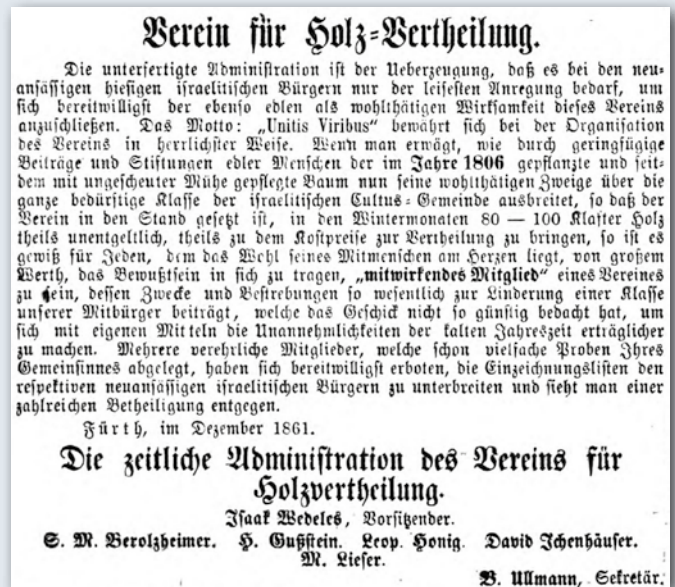 Verein für Holz-Vertheilung.
Die unterfertigte Administration ist der Ueberzeugung, daß es bei den neu-
ansässigen hiesigen israelitischen Bürgern nur der leisesten Anregung bedarf, um
sich bereitwilligst der ebenso edlen als wohlthätigen Wirksamkeit dieses Vereins
anzuschließen. Das Motto: „Unitis Viribus“ bewährt sich bei der Organisation
des Vereins in herrlichster Weise. Wenn man erwägt, wie durch geringfügige
Beiträge und Stiftungen edler Menschen der im Jahre 1806 gepflanzte und seit-
dem mit ungescheuter Mühe gepflegte Baum nun seine wohlthätigen Zweige über die
ganze bedürftige Klasse der israelitischen Cultus-Gemeinde ausbreitet, so daß der
Verein in den Stand gesetzt ist, in den Wintermonaten 80 — 100 Klafter Holz
theils unentgeltlich, theils zu dem Kostpreise zur Vertheilung zu bringen, so ist es
gewiß für Jeden, dem das Wohl seines Mitmenschen am Herzen liegt, von großem
Werth, das Bewußtsein in sich zu tragen, „mitwirkendes Mitglied“ eines Vereines
zu sein, dessen Zwecke und Bestrebungen so wesentlich zur Linderung einer Klasse
unserer Mitbürger beiträgt, welche das Geschick nicht so günstig bedacht hat, um
sich mit eigenen Mitteln die Unannehmlichkeiten der kalten Jahreszeit erträglicher
zu machen. Mehrere verehrliche Mitglieder, welche schon vielfache Proben Ihres
Gemeinsinnes abgelegt, haben sich bereitwilligst erboten, die Einzeichnungslisten den
respektiven neuansässigen israelitischen Bürgern zu unterbreiten und sieht man einer
zahlreichen Betheiligung entgegen.
Fürth, im Dezember 1861.
Die zeitliche Administration des Vereins für
Holzvertheilung.
Isaak Wedeles, Vorsitzender.
S. M. Berolzheimer. H. Gußstein. Leop. Honig. David Ichenhäuser.
M. Lieser.
B. Ullmann, Sekretär.